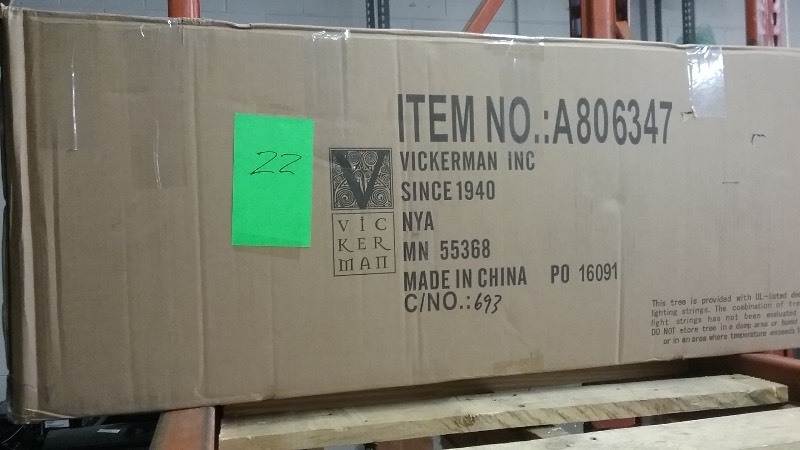 22
V
VIC
KER
MAN
ITEM NO.:A806347
VICKERMAN INC
SINCE 1940
NYA
MN 55368
MADE IN CHINA PO 16091
C/NO.: 693
This tree is provided with UL-listed
lighting strings. The combination of
light strings has not been evaluated
DO NOT store tree in a damp area or
or in an area where temperature exceeds